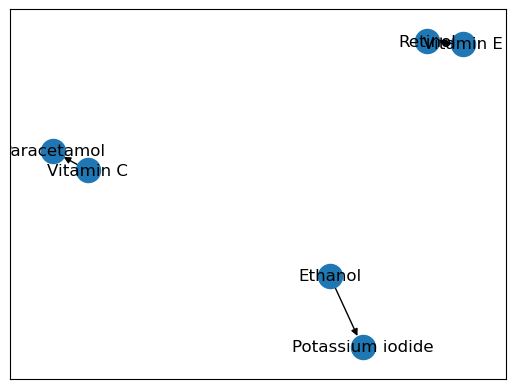 Retinol
Vitamin E
aracetamol
Vitamin C
Ethanol
Potassium iodide